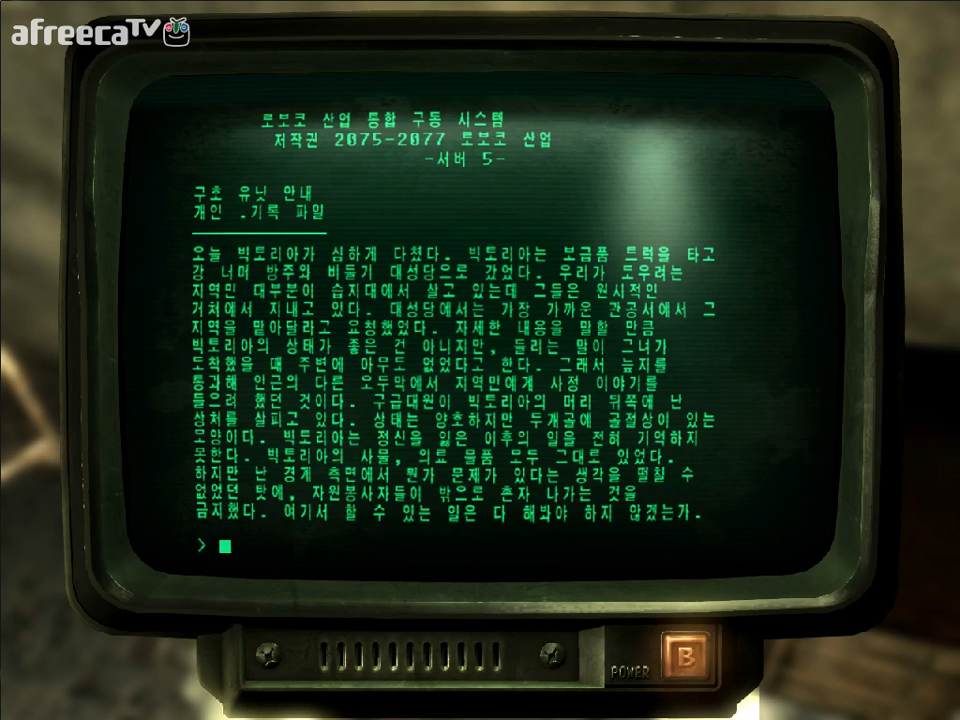 afreecaTV
로보코 산업 통합 구동 시스템
저작권 2075-2077 로보코 산업
-서버 5-
구호 유닛 안내
개인 .기록 파일
오늘 빅토리아가 심하게 다쳤다. 빅토리아는 보급품 트럭을 타고
강 너머 방주와 비둘기 대성당으로 갔었다. 우리가 도우려는
지역민 대부분이 습지대에서 살고 있는데 그들은 원시적인
거처에서 지내고 있다. 대성당에서는 가장 가까운 관공서에서 그
지역을 맡아달라고 요청했었다. 자세한 내용을 말할 만큼
빅토리아의 상태가 좋은 건 아니지만, 들리는 말이 그녀가
도착했을 때 주변에 아무도 없었다고 한다. 그래서 늪지를
통과해 인근의 다른 오두막에서 지역민에게 사정 이야기를
들으려 했던 것이다. 구급대원이 빅토리아의 머리 뒤쪽에 난
상처를 살피고 있다. 상태는 양호하지만 두개골에 골절상이 있는
모양이다. 빅토리아는 정신을 잃은 이후의 일을 전혀 기억하지
못한다. 빅토리아의 사물, 의료 물품 모두 그대로 있었다.
하지만 난 경계 측면에서 뭔가 문제가 있다는 생각을 떨칠 수
없었던 탓에, 자원봉사자들이 밖으로 혼자 나가는 것을
금지했다. 여기서 할 수 있는 일은 다 해봐야 하지 않겠는가.
>
POWER B